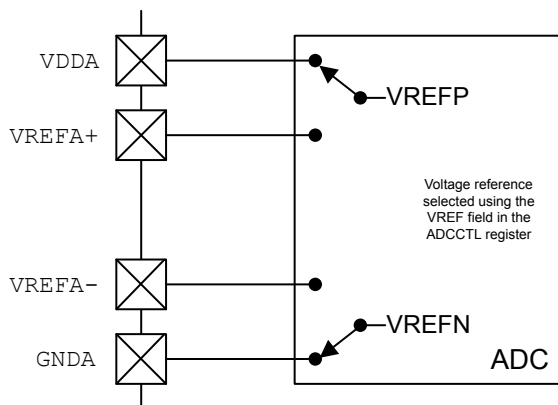 VDDA
VREFP
VREFA+
Voltage reference
selected using the
VREF field in the
ADCCTL register
VREFA-
VREFN
GNDA
ADC